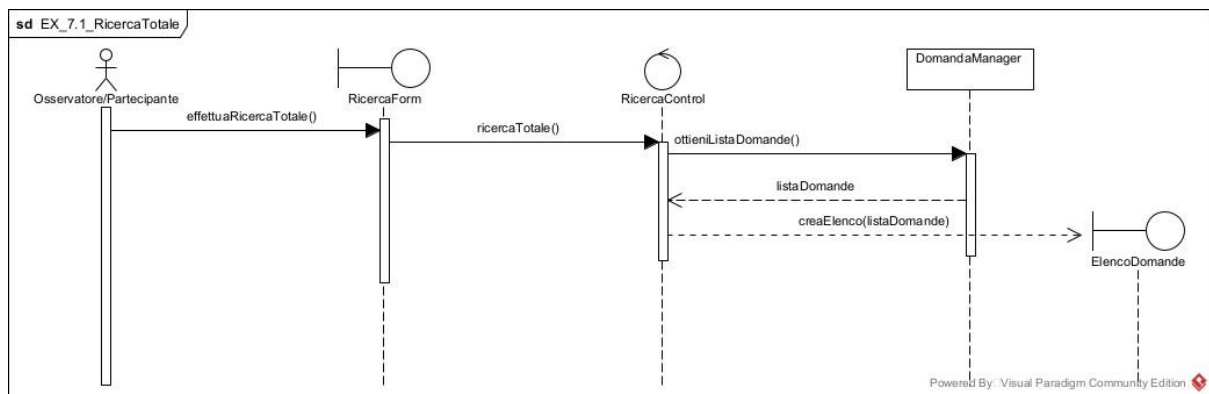 sd EX_7.1_RicercaTotale
Osservatore/Partecipante
RicercaForm
RicercaControl
DomandaManager
effettuaRicercaTotale()
ricercaTotale()
ottieniListaDomande()
listaDomande
creaElenco(listaDomande)
ElencoDomande
Powered By Visual Paradigm Community Edition